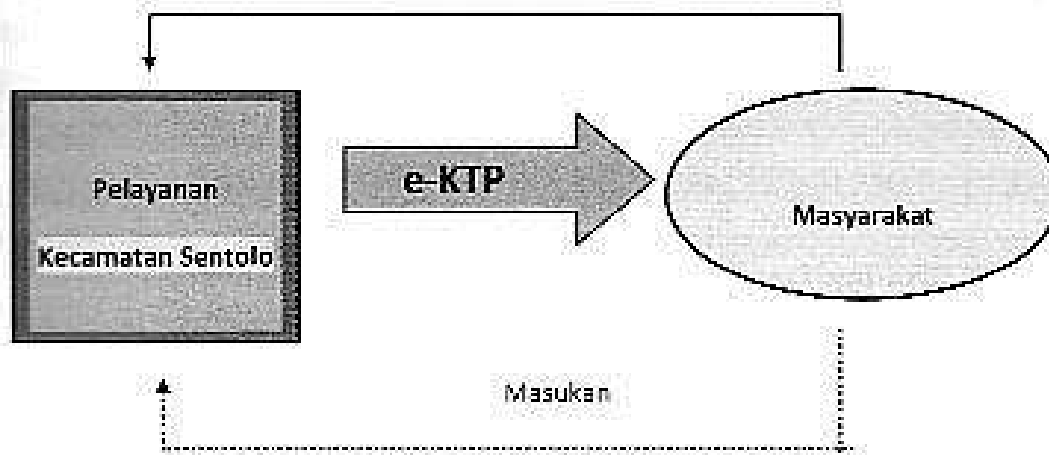 Pelayanan
Kecamatan Sentolo
e-KTP
Masyarakat
Masukan